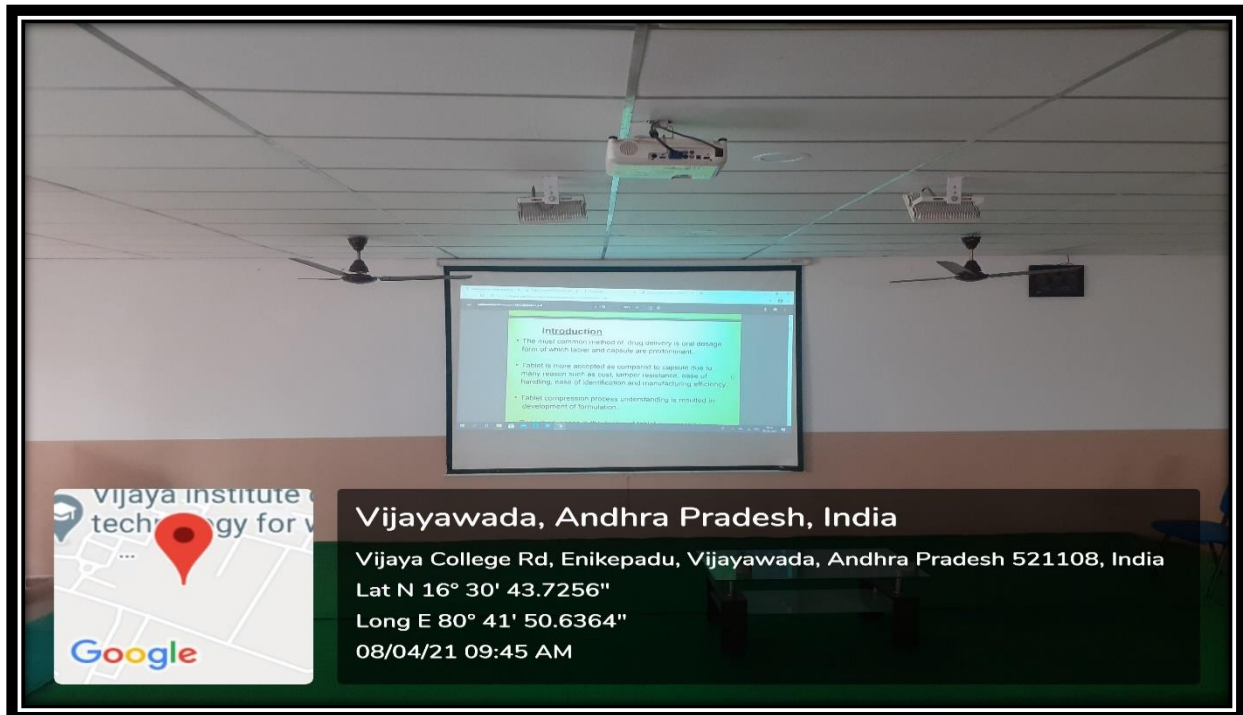 Introduction
• The most common method of drug delivery is oral dosage
form of which tablet and capsule are predominant.
• Tablet is more accepted as compared to capsule due to
many reason such as cost, tamper resistance, ease of
handling, ease of identification and manufacturing efficiency
• Tablet compression process understanding is resulted in
development of formulation.
Vijaya institute
techn gy for w
...
Google
Vijayawada, Andhra Pradesh, India
Vijaya College Rd, Enikepadu, Vijayawada, Andhra Pradesh 521108, India
Lat N 16° 30' 43.7256"
Long E 80° 41' 50.6364"
08/04/21 09:45 AM